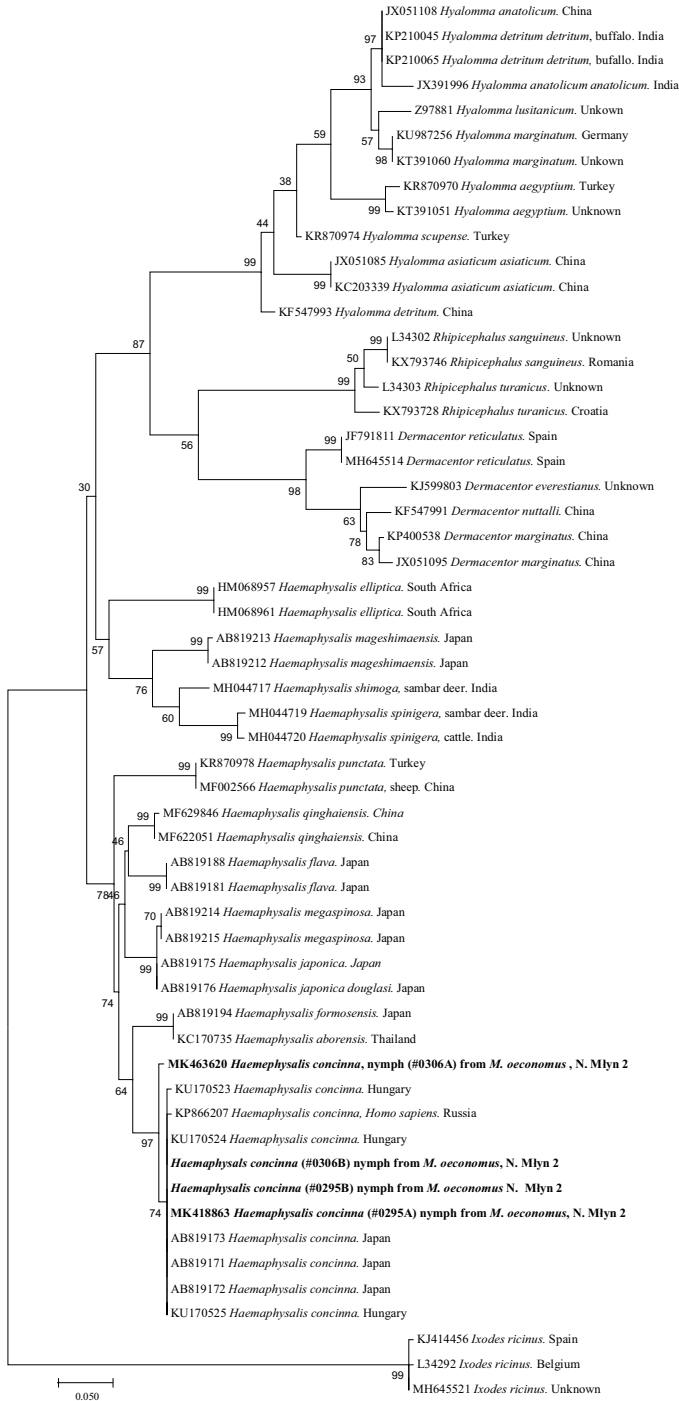 JX051108 Hyalomma anatolicum. China
97
KP210045 Hyalomma detritum detritum, buffalo. India
KP210065 Hyalomma detritum detritum, bufallo. India
93
JX391996 Hyalomma anatolicum anatolicum. India
Z97881 Hyalomma lusitanicum. Unkown
59
KU987256 Hyalomma marginatum. Germany
57
98
KT391060 Hyalomma marginatum. Unkown
38
KR870970 Hyalomma aegyptium. Turkey
99
KT391051 Hyalomma aegyptium. Unknown
44
KR870974 Hyalomma scupense. Turkey
99
JX051085 Hyalomma asiaticum asiaticum. China
99
KC203339 Hyalomma asiaticum asiaticum. China
KF547993 Hyalomma detritum. China
87
99
L34302 Rhipicephalus sanguineus. Unknown
50
KX793746 Rhipicephalus sanguineus. Romania
99
L34303 Rhipicephalus turanicus. Unknown
KX793728 Rhipicephalus turanicus. Croatia
56
99
JF791811 Dermacentor reticulatus. Spain
MH645514 Dermacentor reticulatus. Spain
98
KJ599803 Dermacentor everestianus. Unknown
30
63
KF547991 Dermacentor nuttalli. China
78
KP400538 Dermacentor marginatus. China
83
JX051095 Dermacentor marginatus. China
99
HM068957 Haemaphysalis elliptica. South Africa
HM068961 Haemaphysalis elliptica. South Africa
57
99
AB819213 Haemaphysalis mageshimaensis. Japan
AB819212 Haemaphysalis mageshimaensis. Japan
76
MH044717 Haemaphysalis shimoga, sambar deer. India
60
MH044719 Haemaphysalis spinigera, sambar deer. India
99
MH044720 Haemaphysalis spinigera, cattle. India
99
KR870978 Haemaphysalis punctata. Turkey
MF002566 Haemaphysalis punctata, sheep. China
99
MF629846 Haemaphysalis qinghaiensis. China
46
MF622051 Haemaphysalis qinghaiensis. China
AB819188 Haemaphysalis flava. Japan
99
AB819181 Haemaphysalis flava. Japan
78
46
70
AB819214 Haemaphysalis megaspinosa. Japan
AB819215 Haemaphysalis megaspinosa. Japan
99
AB819175 Haemaphysalis japonica. Japan
AB819176 Haemaphysalis japonica douglasi. Japan
74
99
AB819194 Haemaphysalis formosensis. Japan
KC170735 Haemaphysalis aborensis. Thailand
64
MK463620 Haemephysalis concinna, nymph (#0306A) from M. oeconomus , N. Młyn 2
KU170523 Haemaphysalis concinna. Hungary
KP866207 Haemaphysalis concinna, Homo sapiens. Russia
97
KU170524 Haemaphysalis concinna. Hungary
Haemaphysals concinna (#0306B) nymph from M. oeconomus, N. Młyn 2
Haemaphysalis concinna (#0295B) nymph from M. oeconomus N. Młyn 2
74
MK418863 Haemaphysalis concinna (#0295A) nymph from M. oeconomus, N. Młyn 2
AB819173 Haemaphysalis concinna. Japan
AB819171 Haemaphysalis concinna. Japan
AB819172 Haemaphysalis concinna. Japan
KU170525 Haemaphysalis concinna. Hungary
KJ414456 Ixodes ricinus. Spain
L34292 Ixodes ricinus. Belgium
99
MH645521 Ixodes ricinus. Unknown
0.050